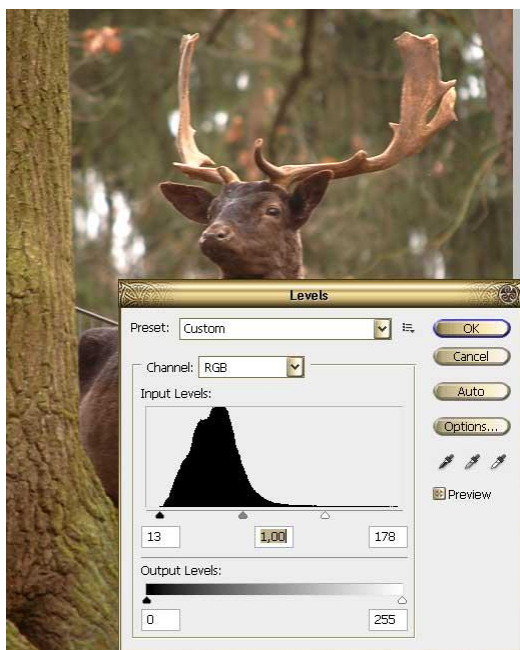 Levels
Preset: Custom
OK
Cancel
Auto
Options...
Preview
Channel: RGB
Input Levels:
13 1,00 178
Output Levels:
0 255